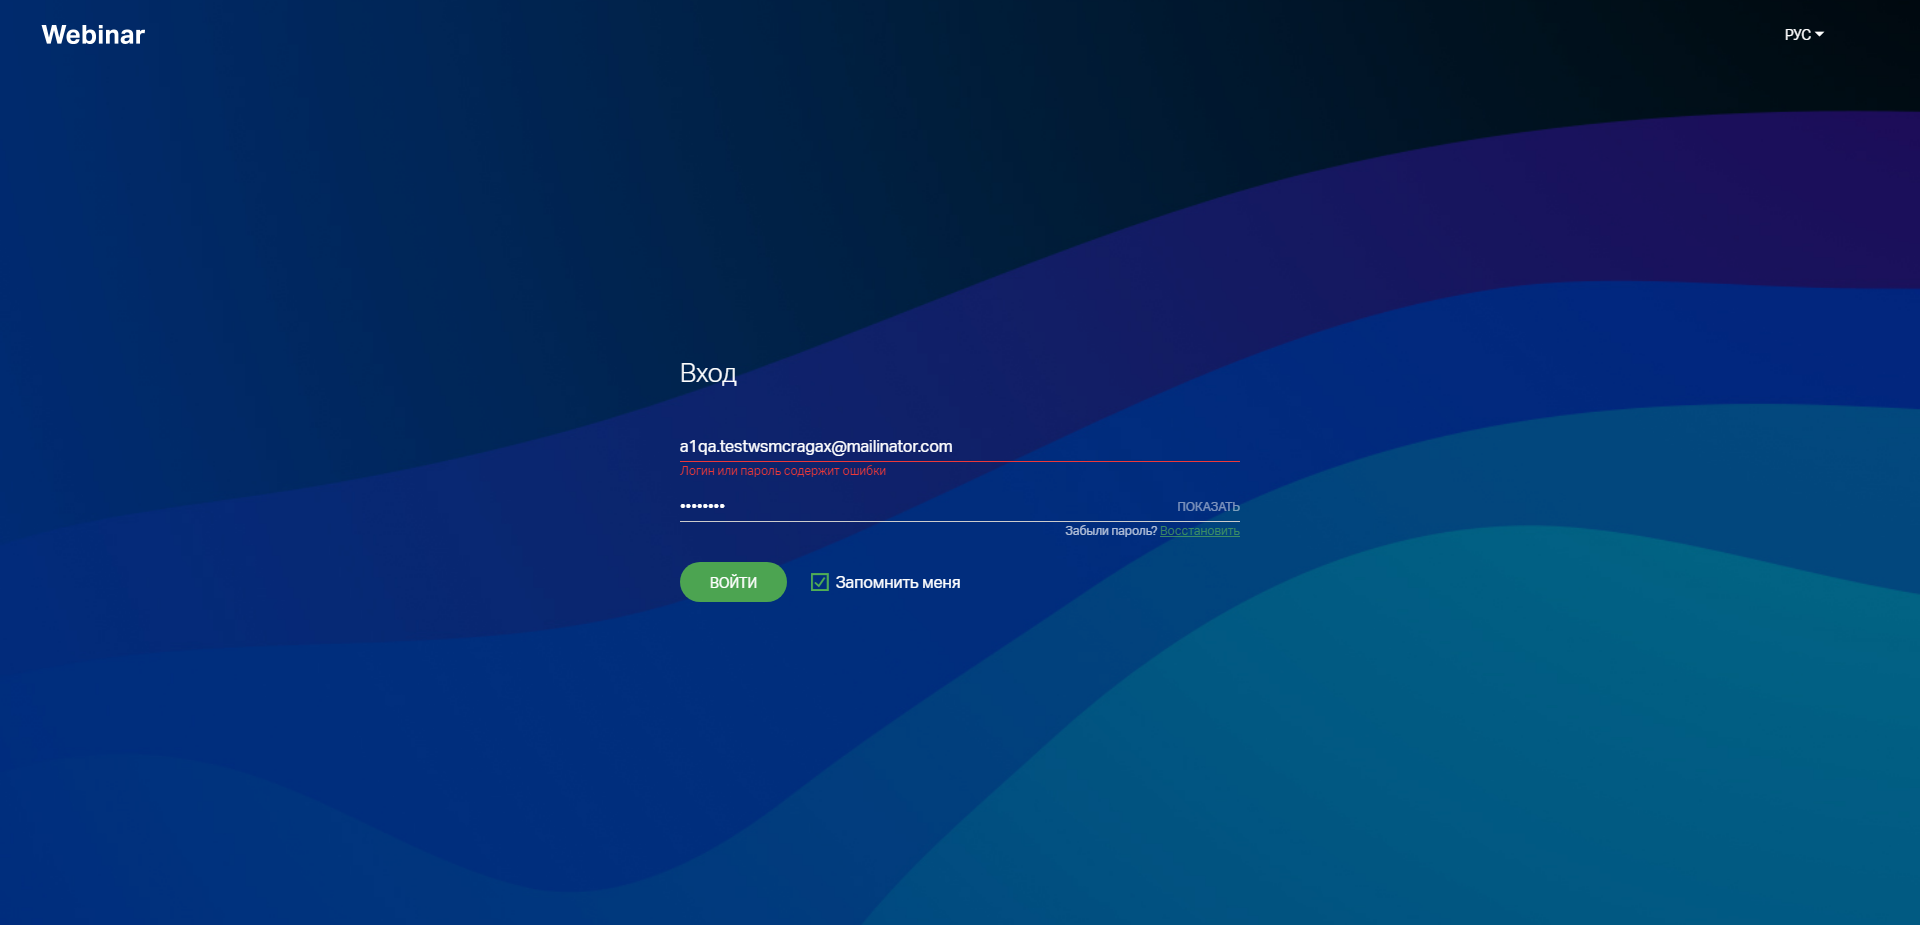 Webinar
РУС
Вход
a1qa.testwsmcragax@mailinator.com
Логин или пароль содержит ошибки
••••••••
ПОКАЗАТЬ
Забыли пароль? Восстановить
ВОЙТИ
Запомнить меня